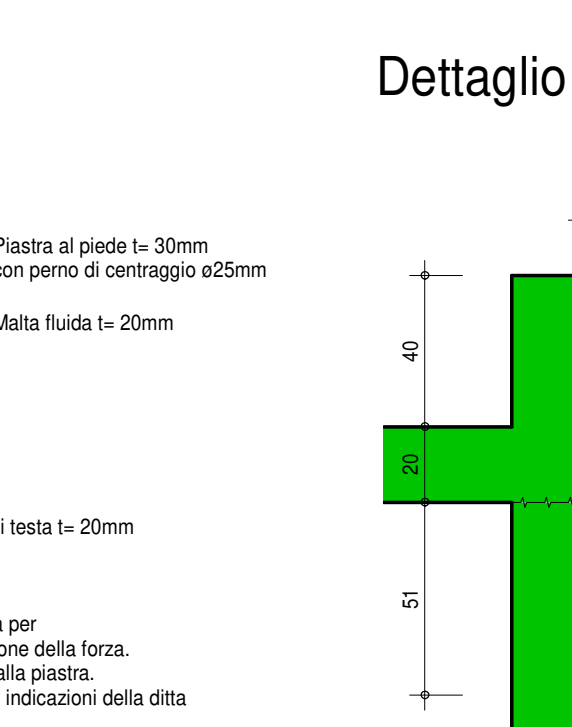 Dettaglio
Piastra al piede t= 30mm
con perno di centraggio ø25mm
Malta fluida t= 20mm
40
20
i testa t= 20mm
51
per
one della forza.
alla piastra.
indicazioni della ditta